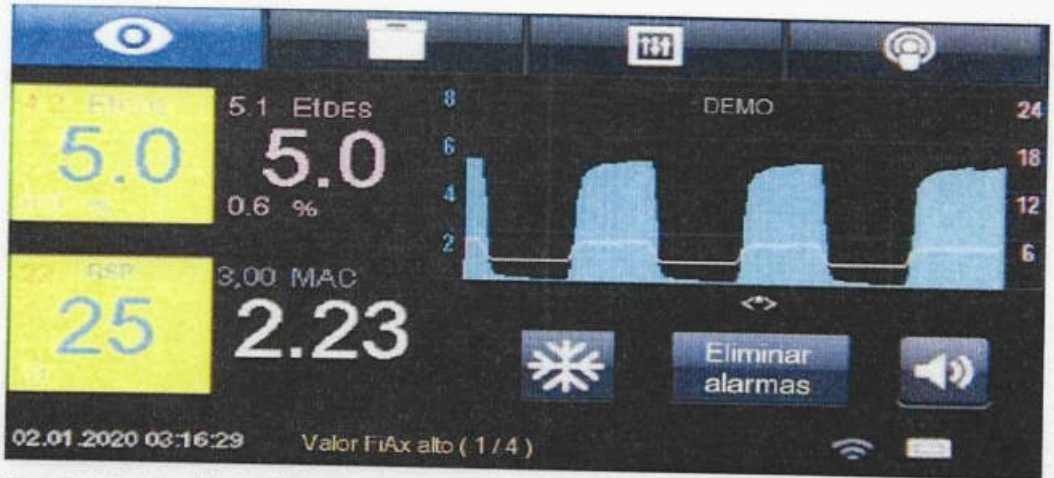 4.2 EtCO₂
5.0
%
5.1 EtDES
5.0
0.6 %
8
6
4
2
DEMO
24
18
12
6
22 RSP
25
3.00 MAC
2.23
Eliminar
alarmas
02.01.2020 03:16:29
Valor FiAx alto ( 1 / 4 )